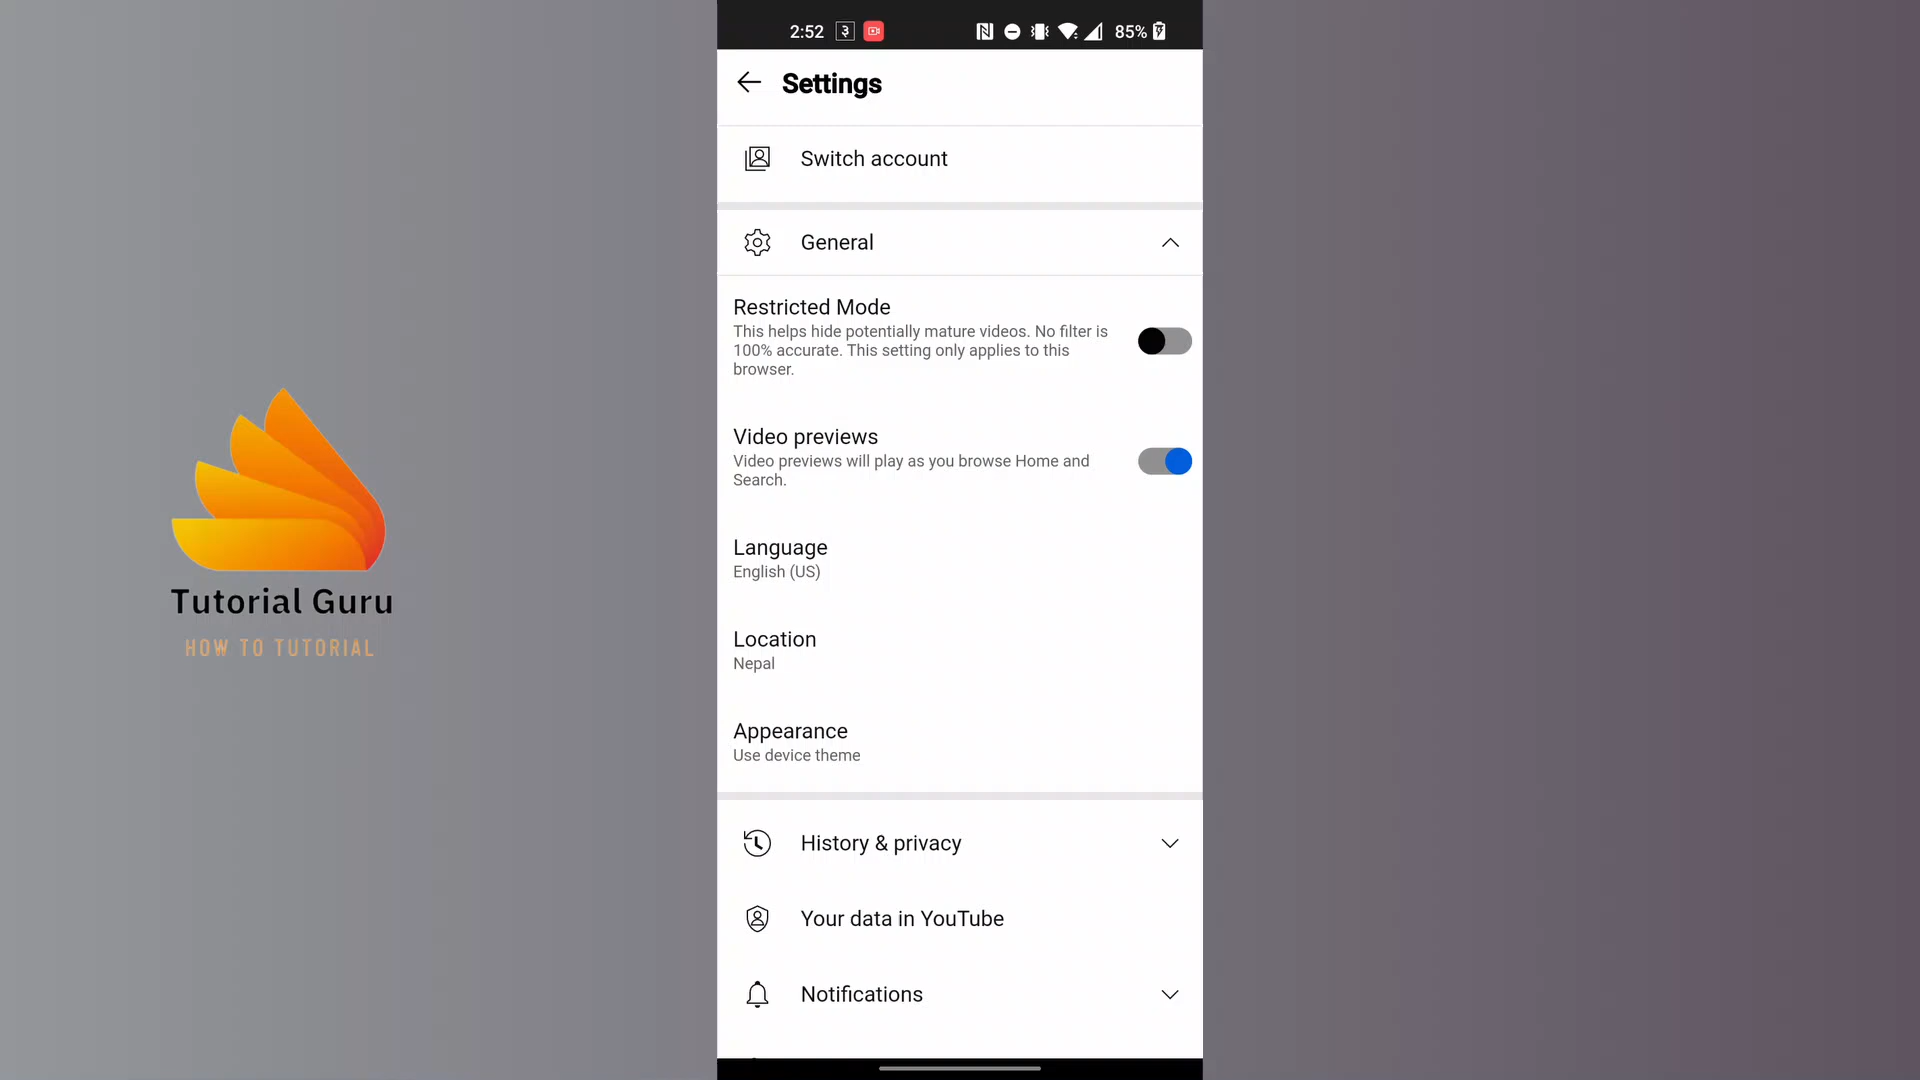 2:52
३
85%
Settings
Switch account
General
Restricted Mode
This helps hide potentially mature videos. No filter is
100% accurate. This setting only applies to this
browser.
Video previews
Video previews will play as you browse Home and
Search.
Language
English (US)
Location
Nepal
Appearance
Use device theme
History & privacy
Your data in YouTube
Notifications
Tutorial Guru
HOW TO TUTORIAL